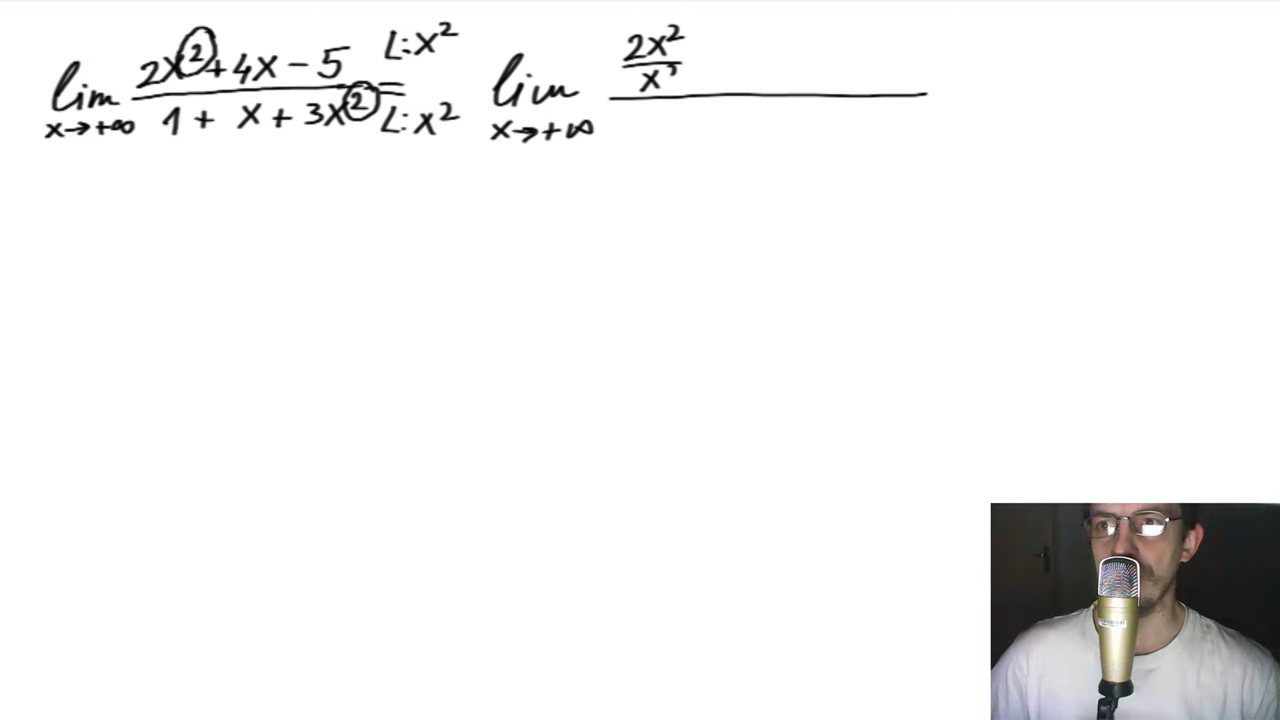 lim x→+∞ (2x²+4x-5)/(1+x+3x²) |:x² |:x² = lim x→+∞ (2x²/x²)/